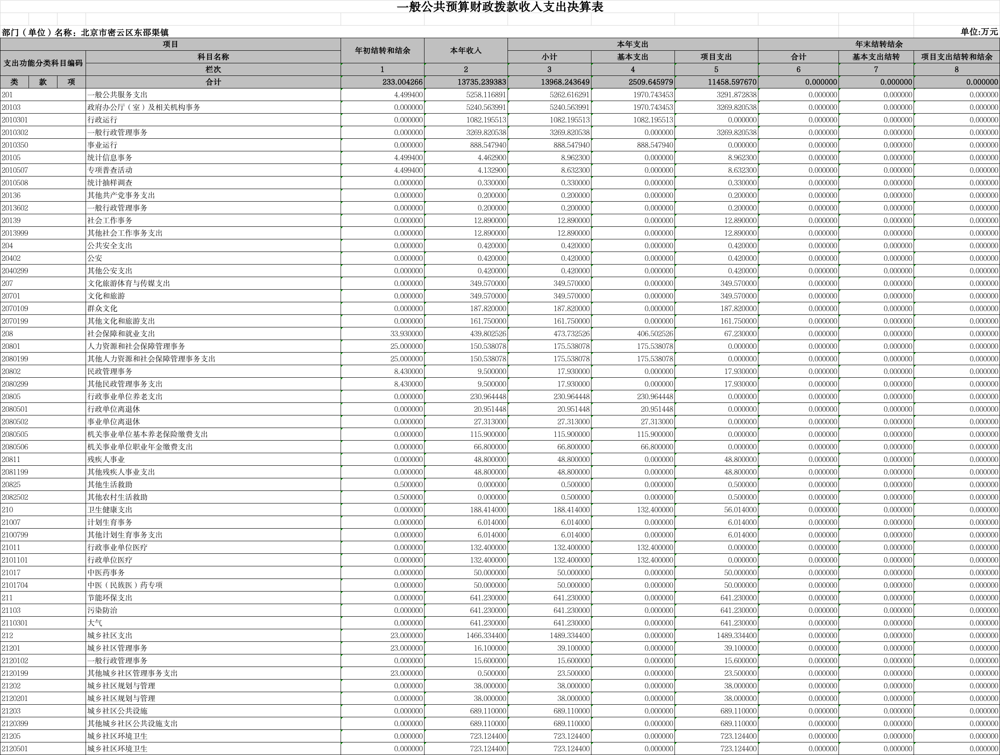 一般公共预算财政拨款收入支出决算表
部门（单位）名称：北京市密云区东邵渠镇 单位:万元
项目 年初结转和结余 本年收入 本年支出 年末结转结余
支出功能分类科目编码 科目名称 小计 基本支出 项目支出 合计 基本支出结转 项目支出结转和结余
栏次 1 2 3 4 5 6 7 8
类 款 项 合计 233.004266 13735.239383 13968.243649 2509.645979 11458.597670 0.000000 0.000000 0.000000
201 一般公共服务支出 4.499400 5258.116891 5262.616291 1970.743453 3291.872838 0.000000 0.000000 0.000000
20103 政府办公厅（室）及相关机构事务 0.000000 5240.563991 5240.563991 1970.743453 3269.820538 0.000000 0.000000 0.000000
2010301 行政运行 0.000000 1082.195513 1082.195513 1082.195513 0.000000 0.000000 0.000000 0.000000
2010302 一般行政管理事务 0.000000 3269.820538 3269.820538 0.000000 3269.820538 0.000000 0.000000 0.000000
2010350 事业运行 0.000000 888.547940 888.547940 888.547940 0.000000 0.000000 0.000000 0.000000
20105 统计信息事务 4.499400 4.462900 8.962300 0.000000 8.962300 0.000000 0.000000 0.000000
2010507 专项普查活动 4.499400 4.132900 8.632300 0.000000 8.632300 0.000000 0.000000 0.000000
2010508 统计抽样调查 0.000000 0.330000 0.330000 0.000000 0.330000 0.000000 0.000000 0.000000
20136 其他共产党事务支出 0.000000 0.200000 0.200000 0.000000 0.200000 0.000000 0.000000 0.000000
2013602 一般行政管理事务 0.000000 0.200000 0.200000 0.000000 0.200000 0.000000 0.000000 0.000000
20139 社会工作事务 0.000000 12.890000 12.890000 0.000000 12.890000 0.000000 0.000000 0.000000
2013999 其他社会工作事务支出 0.000000 12.890000 12.890000 0.000000 12.890000 0.000000 0.000000 0.000000
204 公共安全支出 0.000000 0.420000 0.420000 0.000000 0.420000 0.000000 0.000000 0.000000
20402 公安 0.000000 0.420000 0.420000 0.000000 0.420000 0.000000 0.000000 0.000000
2040299 其他公安支出 0.000000 0.420000 0.420000 0.000000 0.420000 0.000000 0.000000 0.000000
207 文化旅游体育与传媒支出 0.000000 349.570000 349.570000 0.000000 349.570000 0.000000 0.000000 0.000000
20701 文化和旅游 0.000000 349.570000 349.570000 0.000000 349.570000 0.000000 0.000000 0.000000
2070109 群众文化 0.000000 187.820000 187.820000 0.000000 187.820000 0.000000 0.000000 0.000000
2070199 其他文化和旅游支出 0.000000 161.750000 161.750000 0.000000 161.750000 0.000000 0.000000 0.000000
208 社会保障和就业支出 33.930000 439.802526 473.732526 406.502526 67.230000 0.000000 0.000000 0.000000
20801 人力资源和社会保障管理事务 25.000000 150.538078 175.538078 175.538078 0.000000 0.000000 0.000000 0.000000
2080199 其他人力资源和社会保障管理事务支出 25.000000 150.538078 175.538078 175.538078 0.000000 0.000000 0.000000 0.000000
20802 民政管理事务 8.430000 9.500000 17.930000 0.000000 17.930000 0.000000 0.000000 0.000000
2080299 其他民政管理事务支出 8.430000 9.500000 17.930000 0.000000 17.930000 0.000000 0.000000 0.000000
20805 行政事业单位养老支出 0.000000 230.964448 230.964448 230.964448 0.000000 0.000000 0.000000 0.000000
2080501 行政单位离退休 0.000000 20.951448 20.951448 20.951448 0.000000 0.000000 0.000000 0.000000
2080502 事业单位离退休 0.000000 27.313000 27.313000 27.313000 0.000000 0.000000 0.000000 0.000000
2080505 机关事业单位基本养老保险缴费支出 0.000000 115.900000 115.900000 115.900000 0.000000 0.000000 0.000000 0.000000
2080506 机关事业单位职业年金缴费支出 0.000000 66.800000 66.800000 66.800000 0.000000 0.000000 0.000000 0.000000
20811 残疾人事业 0.000000 48.800000 48.800000 0.000000 48.800000 0.000000 0.000000 0.000000
2081199 其他残疾人事业支出 0.000000 48.800000 48.800000 0.000000 48.800000 0.000000 0.000000 0.000000
20825 其他生活救助 0.500000 0.000000 0.500000 0.000000 0.500000 0.000000 0.000000 0.000000
2082502 其他农村生活救助 0.500000 0.000000 0.500000 0.000000 0.500000 0.000000 0.000000 0.000000
210 卫生健康支出 0.000000 188.414000 188.414000 132.400000 56.014000 0.000000 0.000000 0.000000
21007 计划生育事务 0.000000 6.014000 6.014000 0.000000 6.014000 0.000000 0.000000 0.000000
2100799 其他计划生育事务支出 0.000000 6.014000 6.014000 0.000000 6.014000 0.000000 0.000000 0.000000
21011 行政事业单位医疗 0.000000 132.400000 132.400000 132.400000 0.000000 0.000000 0.000000 0.000000
2101101 行政单位医疗 0.000000 132.400000 132.400000 132.400000 0.000000 0.000000 0.000000 0.000000
21017 中医药事务 0.000000 50.000000 50.000000 0.000000 50.000000 0.000000 0.000000 0.000000
2101704 中医（民族医）药专项 0.000000 50.000000 50.000000 0.000000 50.000000 0.000000 0.000000 0.000000
211 节能环保支出 0.000000 641.230000 641.230000 0.000000 641.230000 0.000000 0.000000 0.000000
21103 污染防治 0.000000 641.230000 641.230000 0.000000 641.230000 0.000000 0.000000 0.000000
2110301 大气 0.000000 641.230000 641.230000 0.000000 641.230000 0.000000 0.000000 0.000000
212 城乡社区支出 23.000000 1466.334400 1489.334400 0.000000 1489.334400 0.000000 0.000000 0.000000
21201 城乡社区管理事务 23.000000 16.100000 39.100000 0.000000 39.100000 0.000000 0.000000 0.000000
2120102 一般行政管理事务 0.000000 15.600000 15.600000 0.000000 15.600000 0.000000 0.000000 0.000000
2120199 其他城乡社区管理事务支出 23.000000 0.500000 23.500000 0.000000 23.500000 0.000000 0.000000 0.000000
21202 城乡社区规划与管理 0.000000 38.000000 38.000000 0.000000 38.000000 0.000000 0.000000 0.000000
2120201 城乡社区规划与管理 0.000000 38.000000 38.000000 0.000000 38.000000 0.000000 0.000000 0.000000
21203 城乡社区公共设施 0.000000 689.110000 689.110000 0.000000 689.110000 0.000000 0.000000 0.000000
2120399 其他城乡社区公共设施支出 0.000000 689.110000 689.110000 0.000000 689.110000 0.000000 0.000000 0.000000
21205 城乡社区环境卫生 0.000000 723.124400 723.124400 0.000000 723.124400 0.000000 0.000000 0.000000
2120501 城乡社区环境卫生 0.000000 723.124400 723.124400 0.000000 723.124400 0.000000 0.000000 0.000000